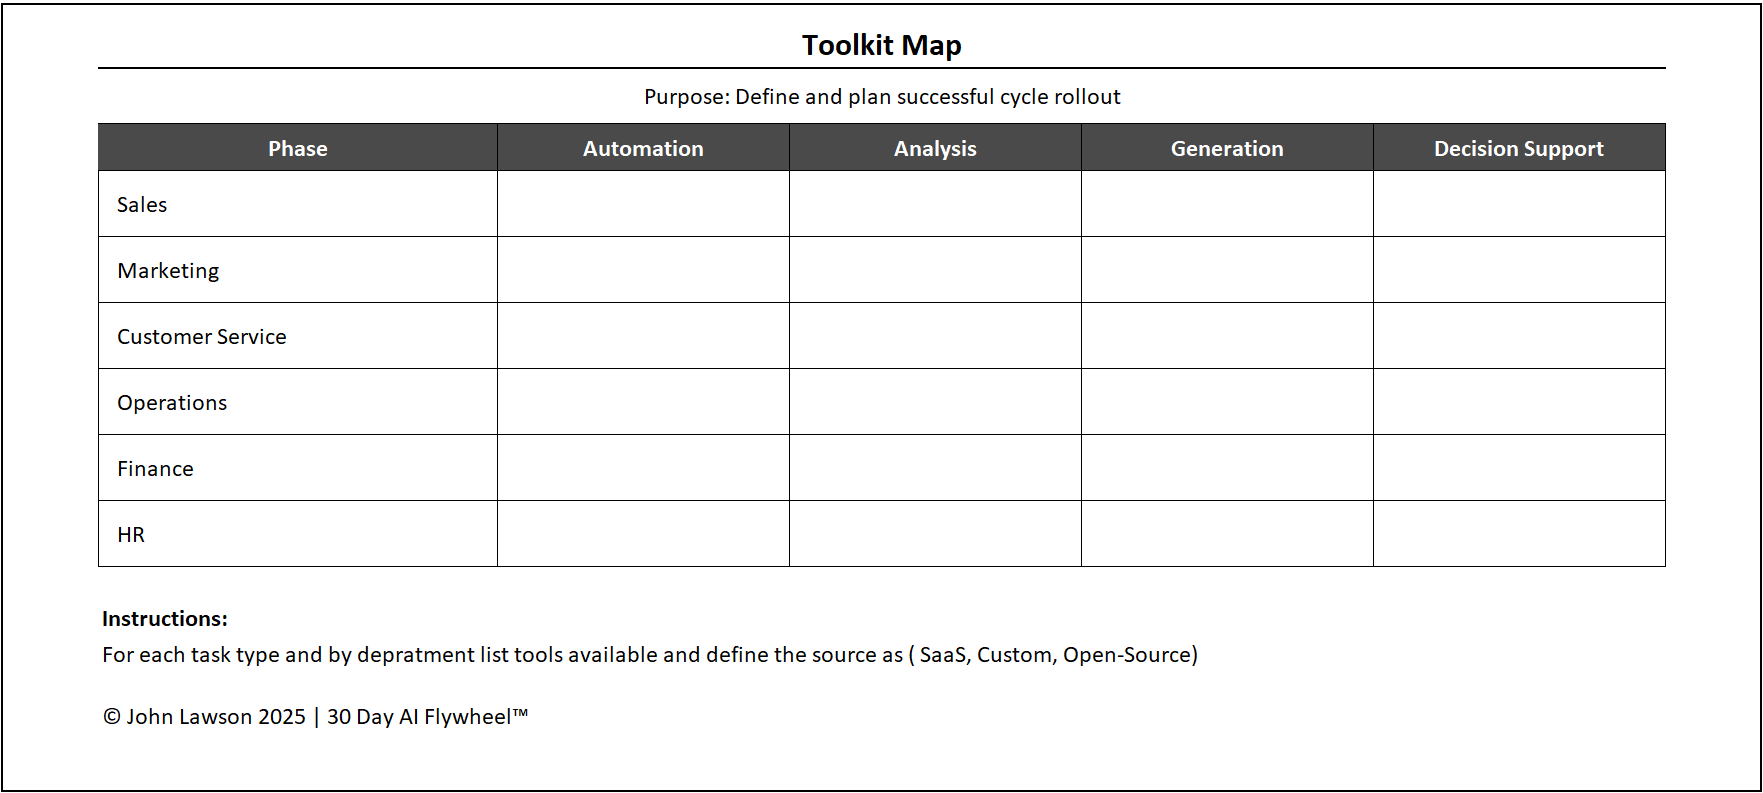 Toolkit Map
Purpose: Define and plan successful cycle rollout
Phase Automation Analysis Generation Decision Support
Sales
Marketing
Customer Service
Operations
Finance
HR
Instructions:
For each task type and by depratment list tools available and define the source as ( SaaS, Custom, Open-Source)
© John Lawson 2025 | 30 Day AI Flywheel™